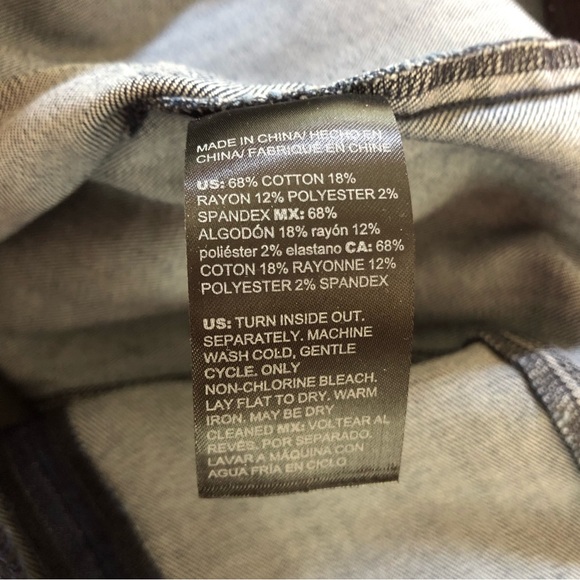 MADE IN CHINA/ HECHO EN
CHINA/ FABRIQUE EN CHINE
US: 68% COTTON 18%
RAYON 12% POLYESTER 2%
SPANDEX MX: 68%
ALGODÓN 18% rayón 12%
poliéster 2% elastano CA: 68%
COTON 18% RAYONNE 12%
POLYESTER 2% SPANDEX
US: TURN INSIDE OUT.
SEPARATELY. MACHINE
WASH COLD, GENTLE
CYCLE. ONLY
NON-CHLORINE BLEACH.
LAY FLAT TO DRY. WARM
IRON. MAY BE DRY
CLEANED MX: VOLTEAR AL
REVÉS. POR SEPARADO.
LAVAR A MÁQUINA CON
AGUA FRÍA EN CICLO